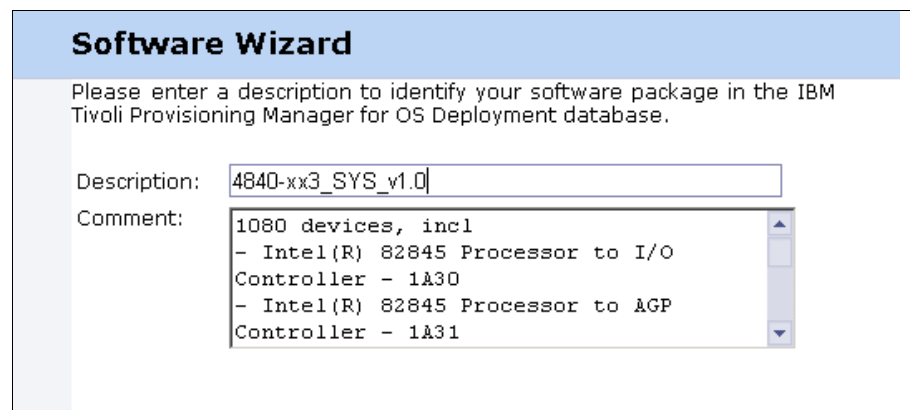 Software Wizard
Please enter a description to identify your software package in the IBM
Tivoli Provisioning Manager for OS Deployment database.
Description: 4840-xx3_SYS_v1.0
Comment: 1080 devices, incl
- Intel(R) 82845 Processor to I/O
Controller - 1A30
- Intel(R) 82845 Processor to AGP
Controller - 1A31